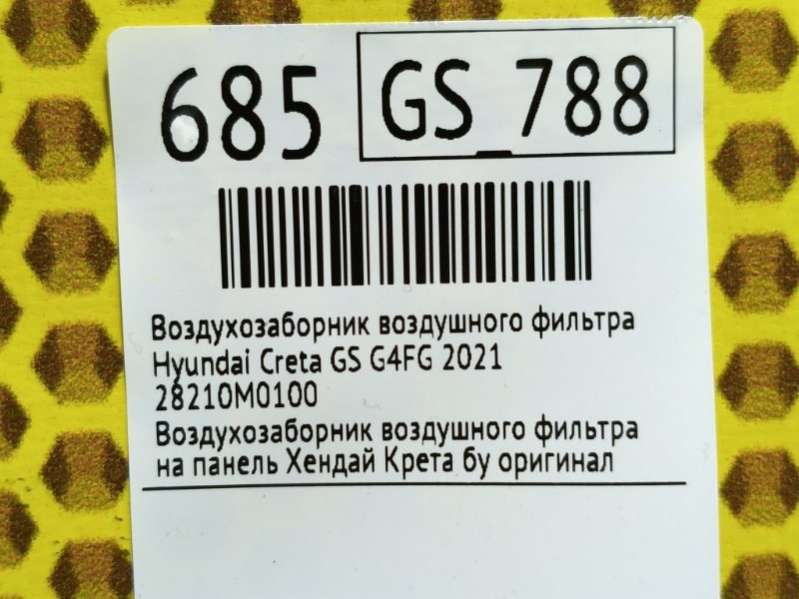 685 GS_788
Воздухозаборник воздушного фильтра
Hyundai Creta GS G4FG 2021
28210M0100
Воздухозаборник воздушного фильтра
на панель Хендай Крета бу оригинал